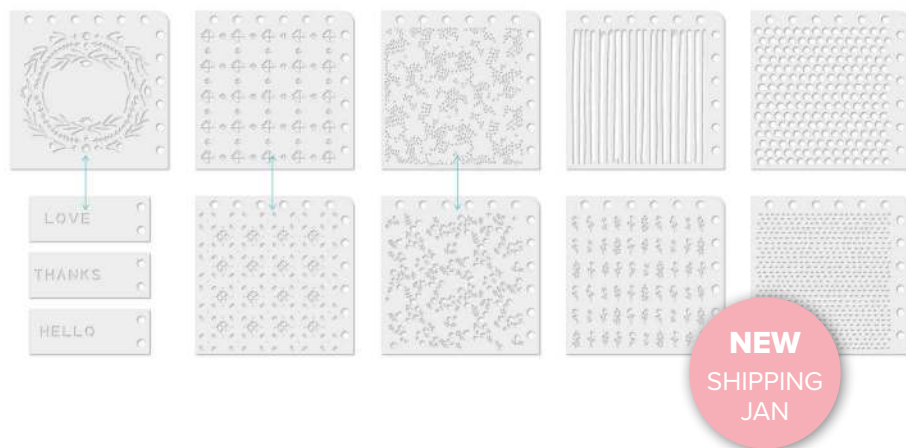 LOVE
THANKS
HELLO
NEW
SHIPPING
JAN